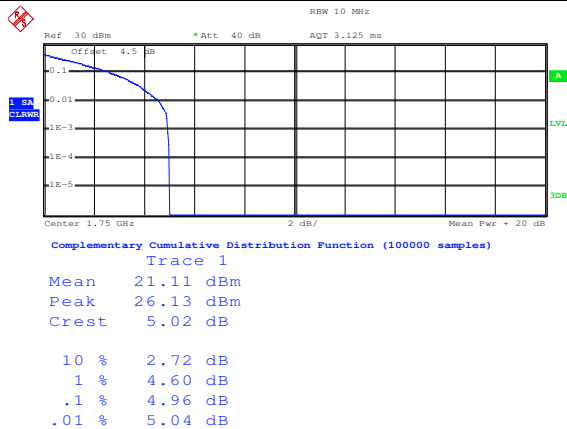 RBW 10 MHz
Ref 30 dBm *Att 40 dB AQT 3.125 ms
Offset 4.5 dB
0.1
A
1 SA
CLRWR
0.01
1E-3
LVL
1E-4
1E-5
3DB
Center 1.75 GHz 2 dB/ Mean Pwr + 20 dB
Complementary Cumulative Distribution Function (100000 samples)
Trace 1
Mean 21.11 dBm
Peak 26.13 dBm
Crest 5.02 dB
10 % 2.72 dB
1 % 4.60 dB
.1 % 4.96 dB
.01 % 5.04 dB